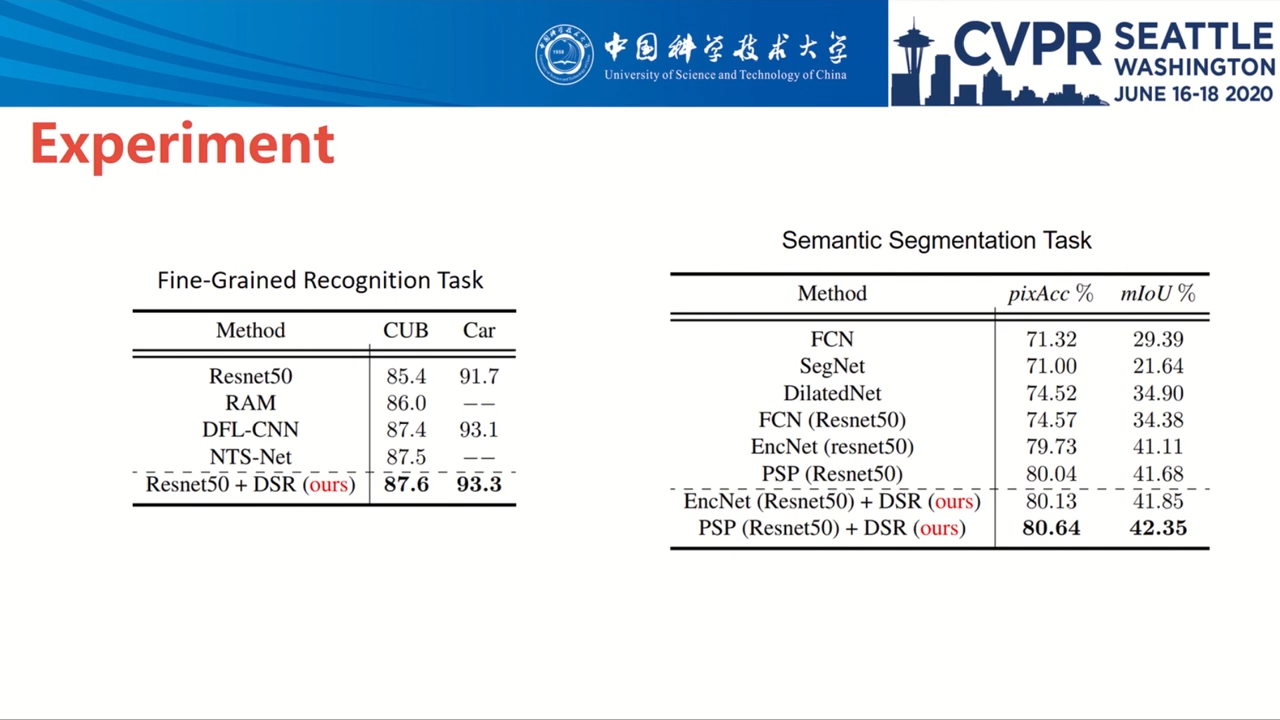 中国科学技术大学
University of Science and Technology of China
CVPR SEATTLE
WASHINGTON
JUNE 16-18 2020
Experiment
Fine-Grained Recognition Task
Method CUB Car
Resnet50 85.4 91.7
RAM 86.0 −−
DFL-CNN 87.4 93.1
NTS-Net 87.5 −−
Resnet50 + DSR (ours) 87.6 93.3
Semantic Segmentation Task
Method pixAcc % mIoU %
FCN 71.32 29.39
SegNet 71.00 21.64
DilatedNet 74.52 34.90
FCN (Resnet50) 74.57 34.38
EncNet (resnet50) 79.73 41.11
PSP (Resnet50) 80.04 41.68
EncNet (Resnet50) + DSR (ours) 80.13 41.85
PSP (Resnet50) + DSR (ours) 80.64 42.35